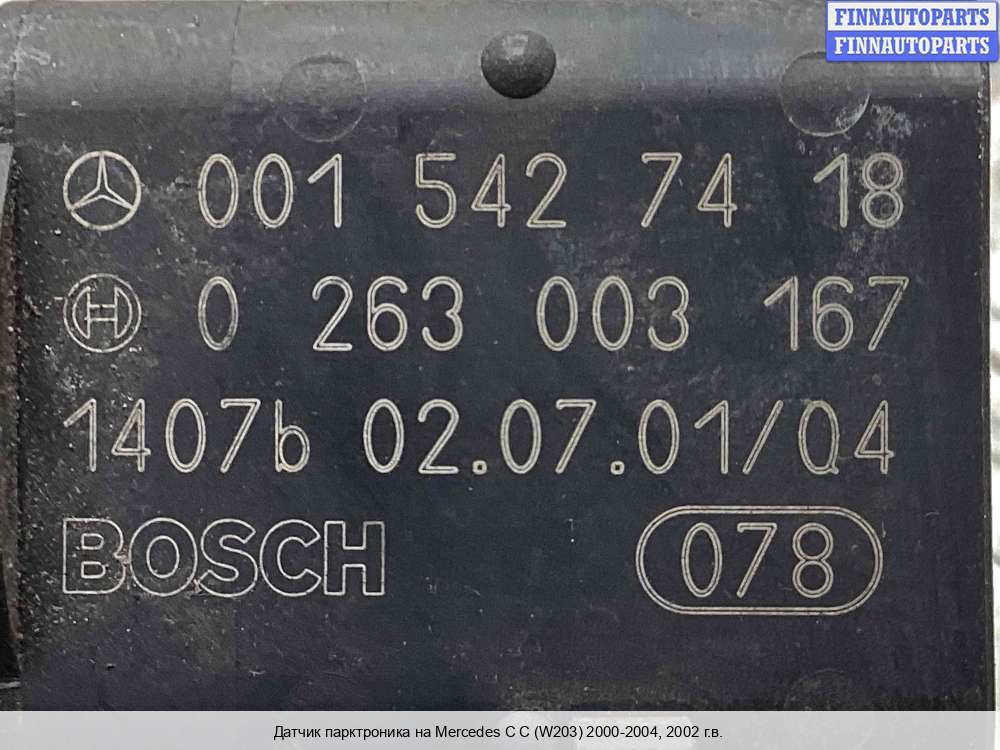 FINNAUTOPARTS
FINNAUTOPARTS
001 542 74 18
0 263 003 167
1407b 02.07.01/Q4
BOSCH
078
Датчик парктроника на Mercedes C C (W203) 2000-2004, 2002 г.в.